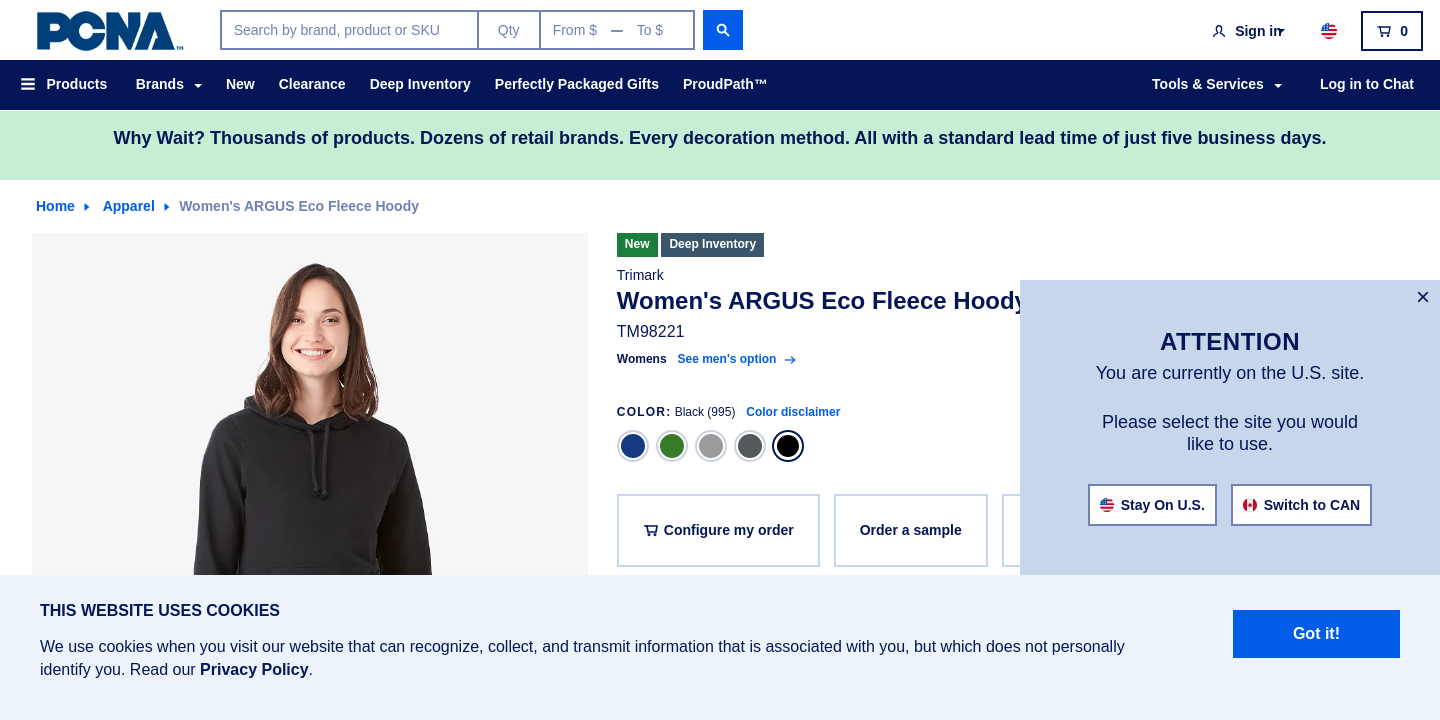 PCNA™
Search by brand, product or SKU
Qty
From $ — To $
Sign in
0
Products
Brands
New
Clearance
Deep Inventory
Perfectly Packaged Gifts
ProudPath™
Tools & Services
Log in to Chat
Why Wait? Thousands of products. Dozens of retail brands. Every decoration method. All with a standard lead time of just five business days.
Home
Apparel
Women's ARGUS Eco Fleece Hoody
New
Deep Inventory
Trimark
Women's ARGUS Eco Fleece Hoody
TM98221
Womens
See men's option
COLOR: Black (995)
Color disclaimer
Configure my order
Order a sample
×
ATTENTION
You are currently on the U.S. site.
Please select the site you would
like to use.
Stay On U.S.
Switch to CAN
THIS WEBSITE USES COOKIES
We use cookies when you visit our website that can recognize, collect, and transmit information that is associated with you, but which does not personally
identify you. Read our Privacy Policy.
Got it!